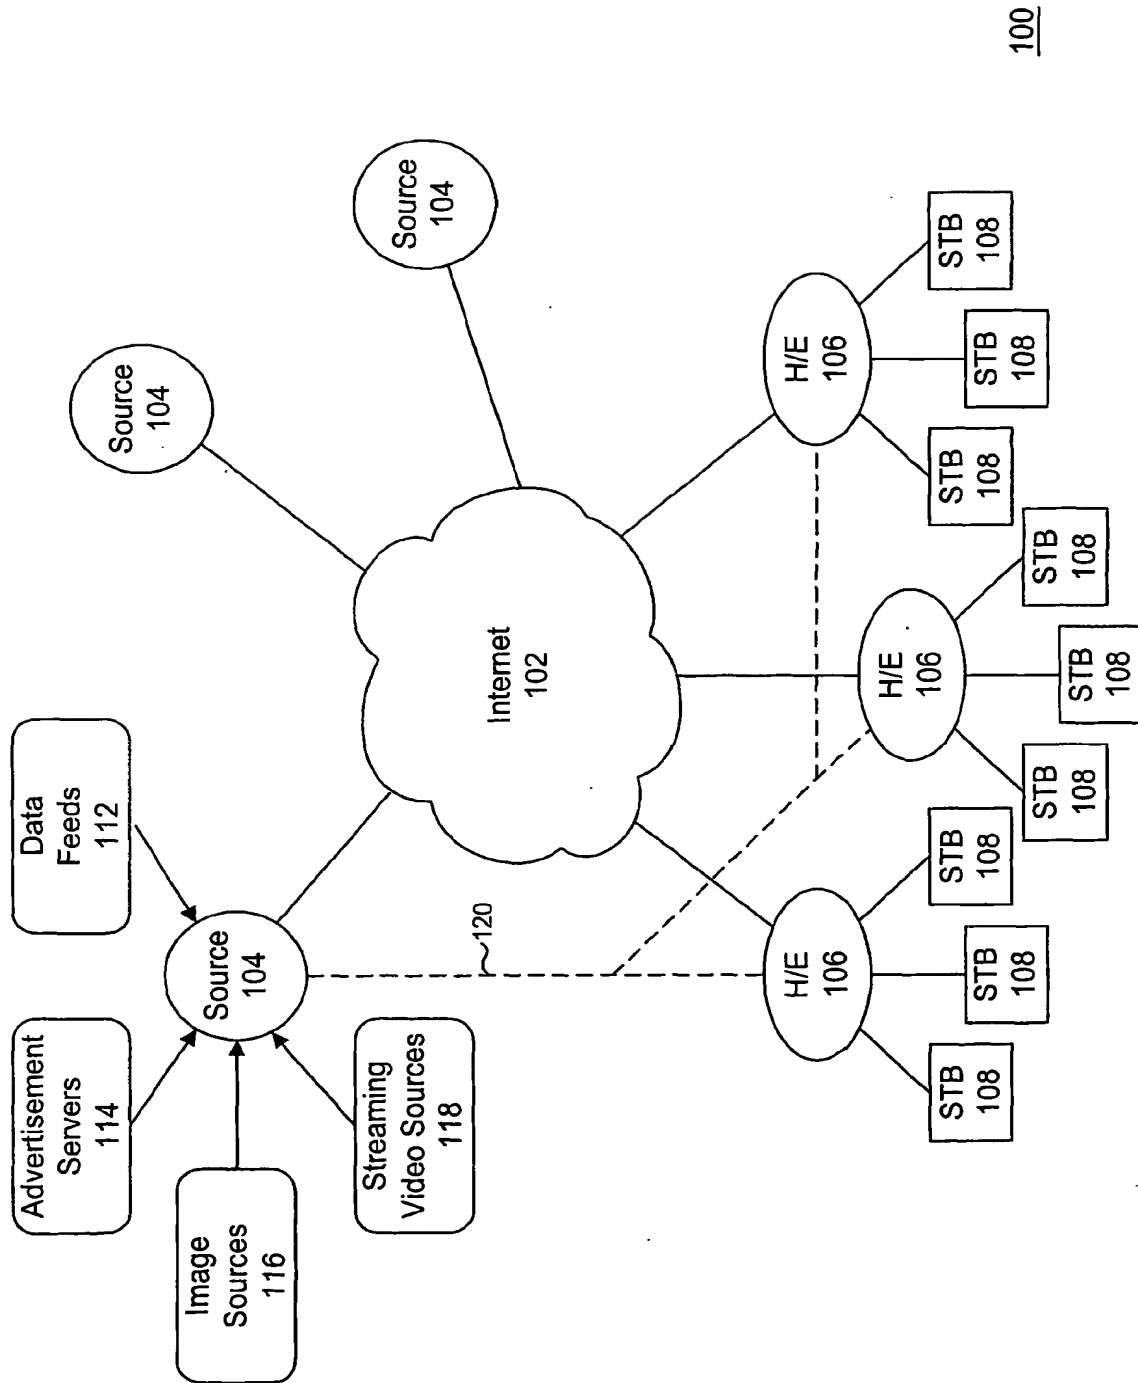 Advertisement
Servers
114
Data
Feeds
112
Source
104
Image
Sources
116
Source
104
Streaming
Video Sources
118
Source
104
120
Internet
102
H/E
106
H/E
106
H/E
106
STB
108
STB
108
STB
108
STB
108
STB
108
STB
108
STB
108
STB
108
STB
108
100